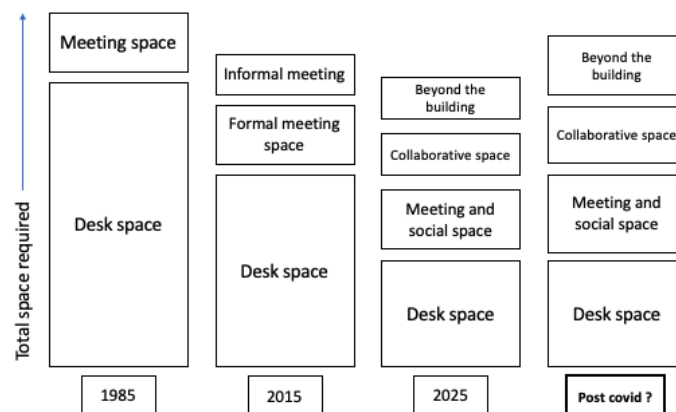 Total space required
Meeting space
Desk space
1985
Informal meeting
Formal meeting
space
Desk space
2015
Beyond the
building
Collaborative space
Meeting and
social space
Desk space
2025
Beyond the
building
Collaborative space
Meeting and
social space
Desk space
Post covid ?